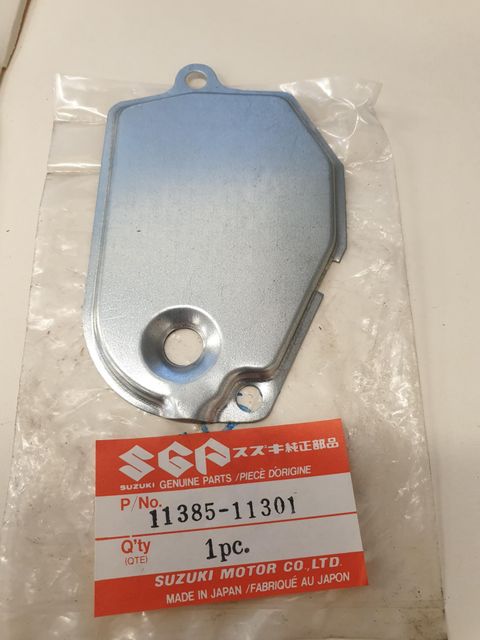 SGP スズキ純正部品
SUZUKI GENUINE PARTS /PIECÈ D'ORIGINE
P/No. 11385-11301
Q'ty (QTE) 1pc.
SUZUKI MOTOR CO.,LTD.
MADE IN JAPAN /FABRIQUÉ AU JAPON